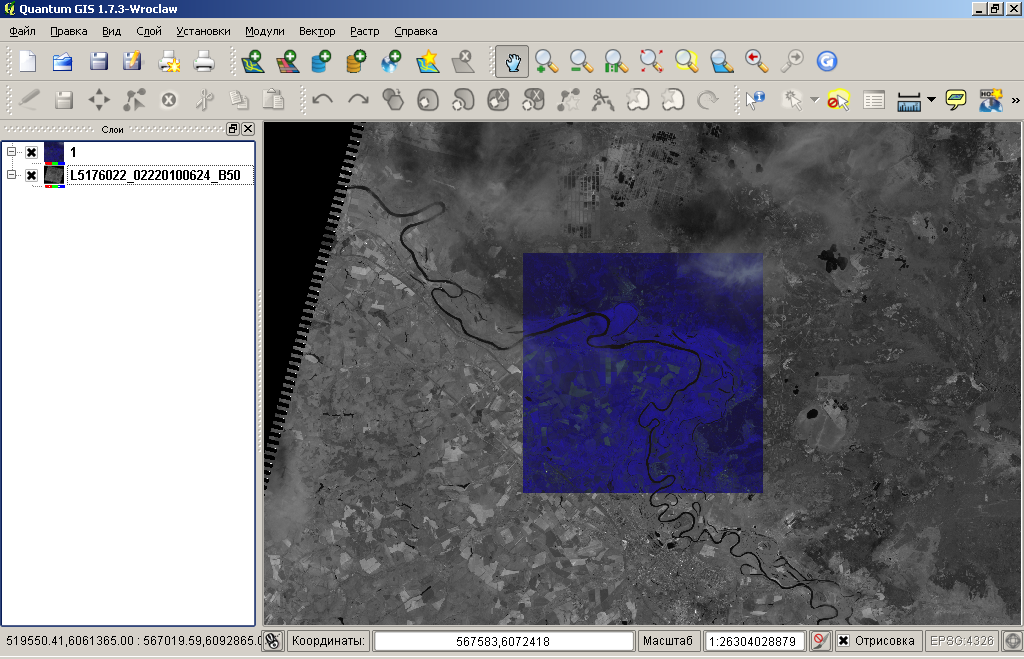 Quantum GIS 1.7.3-Wroclaw
Файл Правка Вид Слой Установки Модули Вектор Растр Справка
Слои
1
L5176022_02220100624_B50
519550.41,6061365.00 : 567019.59,6092865.0 Координаты: 567583,6072418 Масштаб 1:26304028879 Отрисовка EPSG:4326